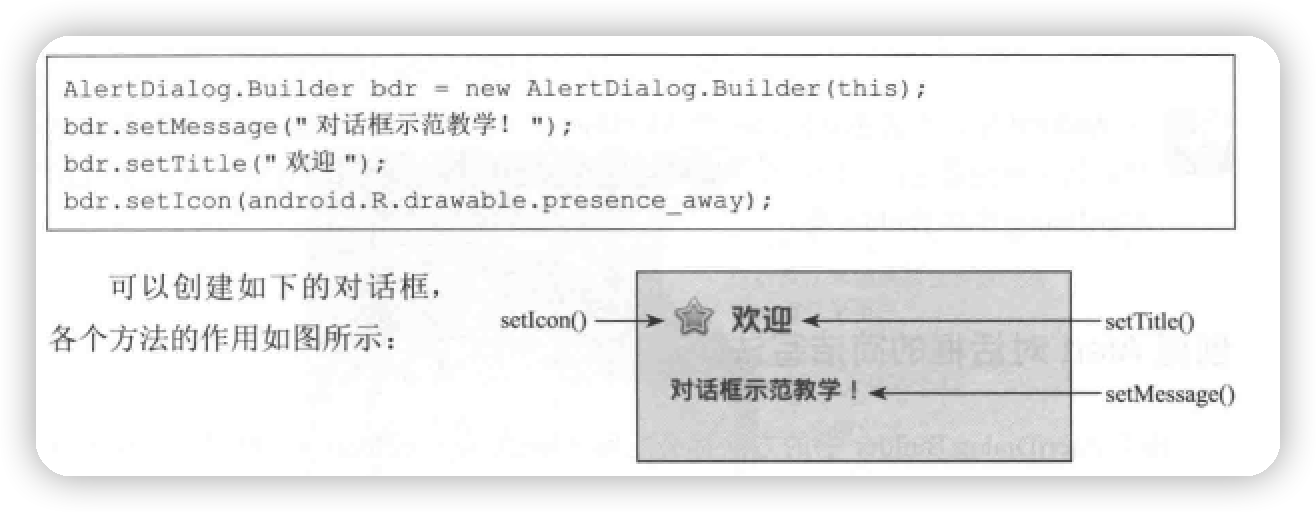 AlertDialog.Builder bdr = new AlertDialog.Builder(this);
bdr.setMessage(" 对话框示范教学! ");
bdr.setTitle(" 欢迎 ");
bdr.setIcon(android.R.drawable.presence_away);
可以创建如下的对话框，
各个方法的作用如图所示：
setIcon()
欢迎
setTitle()
对话框示范教学！
setMessage()